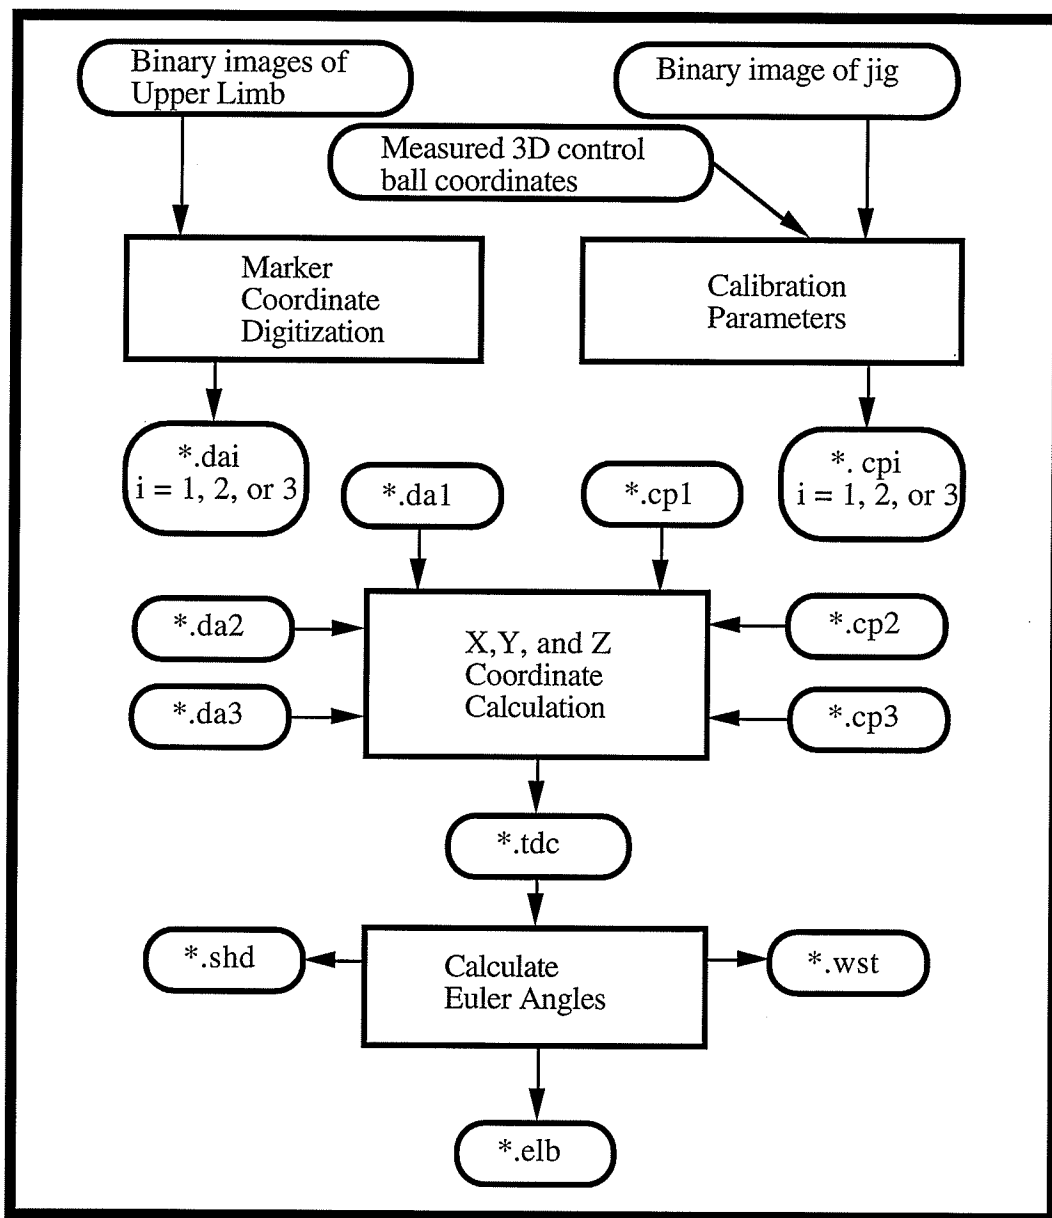 Binary images of
Upper Limb
Binary image of jig
Measured 3D control
ball coordinates
Marker
Coordinate
Digitization
Calibration
Parameters
*.dai
i = 1, 2, or 3
*. cpi
i = 1, 2, or 3
*.da1
*.cp1
*.da2
*.cp2
X,Y, and Z
Coordinate
Calculation
*.da3
*.cp3
*.tdc
*.shd
Calculate
Euler Angles
*.wst
*.elb